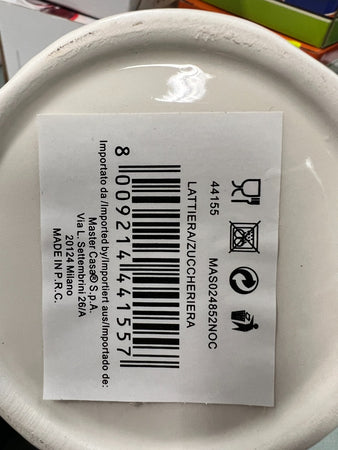 44155 MAS024852NOC
LATTIERA/ZUCCHERIERA
8 009214 441557
Importato da /Imported by/Importiert aus/Importado de:
Master Casa® S.p.A.
Via L. Settembrini 26/A
20124 Milano
MADE IN P.R.C.